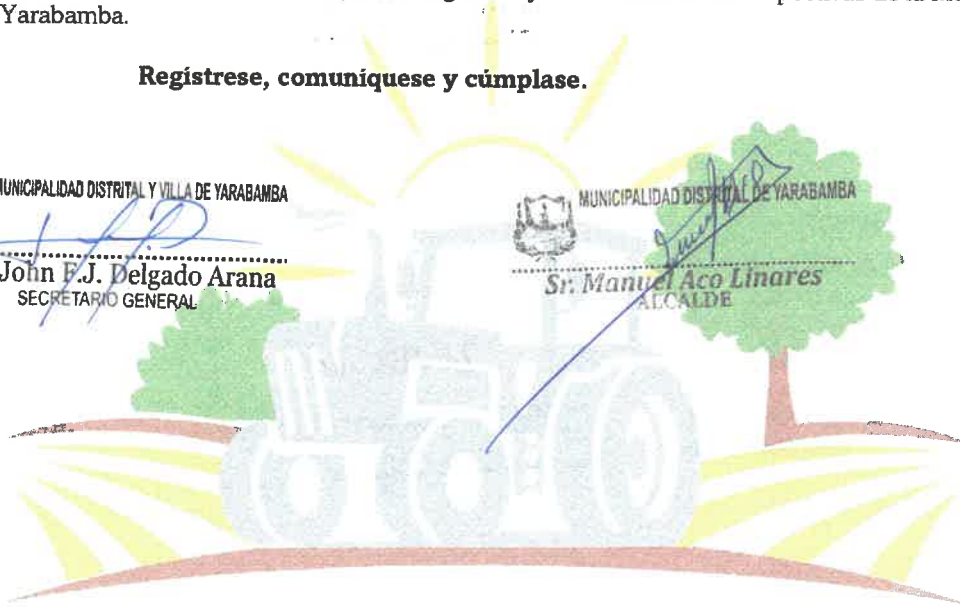 Yarabamba.
Regístrese, comuníquese y cúmplase.
MUNICIPALIDAD DISTRITAL Y VILLA DE YARABAMBA
John F.J. Delgado Arana
SECRETARIO GENERAL
MUNICIPALIDAD DISTRITAL DE YARABAMBA
Sr. Manuel Aco Linares
ALCALDE